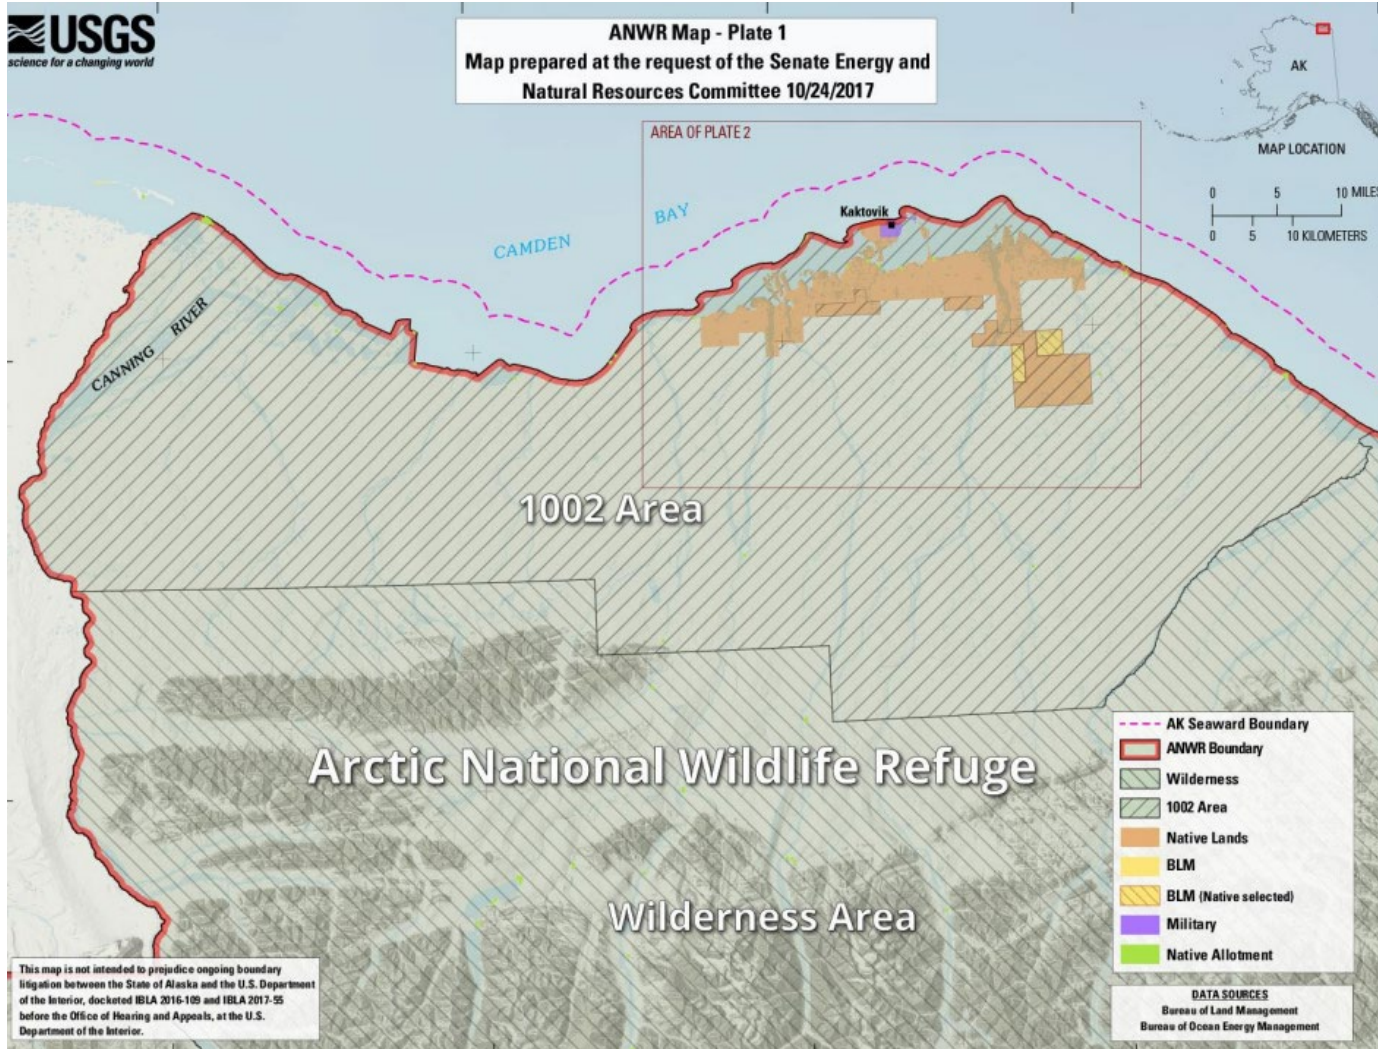 USGS
science for a changing world
ANWR Map - Plate 1
Map prepared at the request of the Senate Energy and
Natural Resources Committee 10/24/2017
AK
MAP LOCATION
0 5 10 MILES
0 5 10 KILOMETERS
AREA OF PLATE 2
Kaktovik
CAMDEN BAY
CANNING RIVER
1002 Area
Arctic National Wildlife Refuge
Wilderness Area
AK Seaward Boundary
ANWR Boundary
Wilderness
1002 Area
Native Lands
BLM
BLM (Native selected)
Military
Native Allotment
DATA SOURCES
Bureau of Land Management
Bureau of Ocean Energy Management
This map is not intended to prejudice ongoing boundary
litigation between the State of Alaska and the U.S. Department
of the Interior, docketed IBLA 2016-109 and IBLA 2017-55
before the Office of Hearing and Appeals, at the U.S.
Department of the Interior.